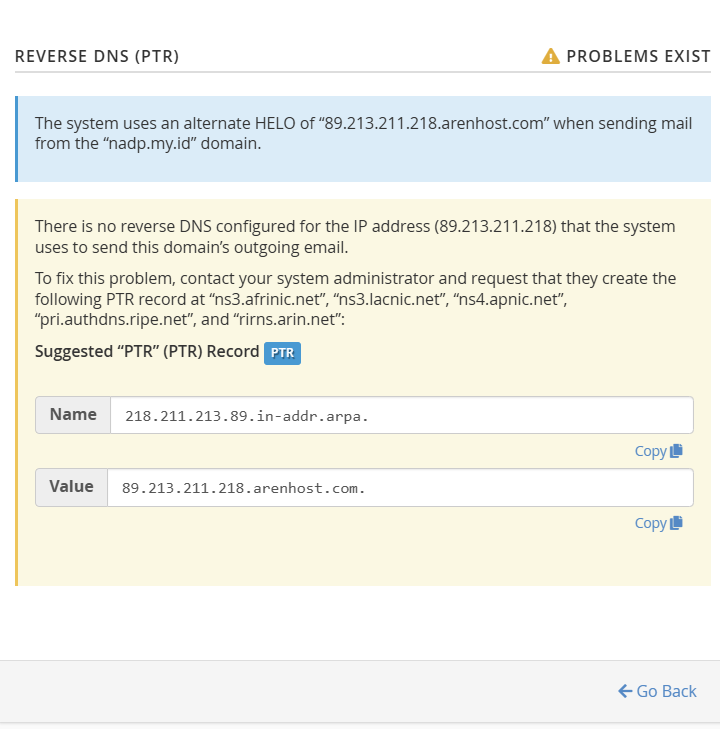 REVERSE DNS (PTR)
PROBLEMS EXIST
The system uses an alternate HELO of “89.213.211.218.arenhost.com” when sending mail
from the “nadp.my.id” domain.
There is no reverse DNS configured for the IP address (89.213.211.218) that the system
uses to send this domain’s outgoing email.
To fix this problem, contact your system administrator and request that they create the
following PTR record at “ns3.afrinic.net”, “ns3.lacnic.net”, “ns4.apnic.net”,
“pri.authdns.ripe.net”, and “rirns.arin.net”:
Suggested “PTR” (PTR) Record PTR
Name 218.211.213.89.in-addr.arpa.
Copy
Value 89.213.211.218.arenhost.com.
Copy
Go Back